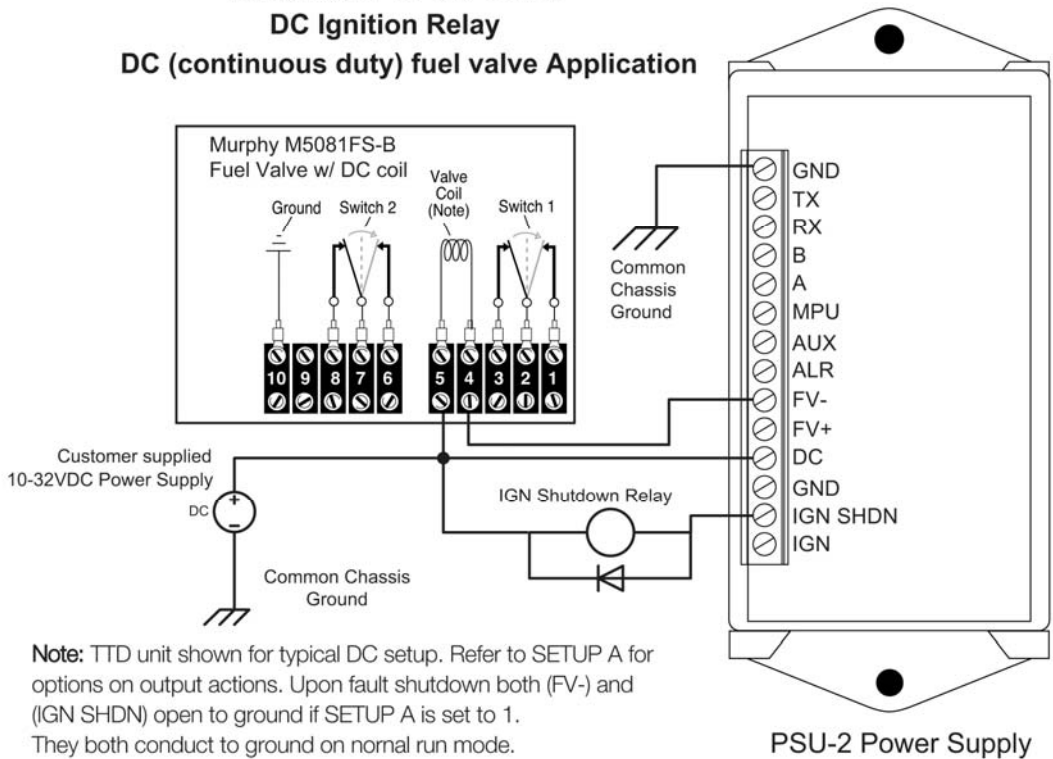 DC Ignition Relay
DC (continuous duty) fuel valve Application
Murphy M5081FS-B
Fuel Valve w/ DC coil
Ground
Switch 2
Valve
Coil
(Note)
Switch 1
10 9 8 7 6 5 4 3 2 1
Common
Chassis
Ground
GND
TX
RX
B
A
MPU
AUX
ALR
FV-
FV+
DC
GND
IGN SHDN
IGN
Customer supplied
10-32VDC Power Supply
DC
+
−
IGN Shutdown Relay
Common Chassis
Ground
Note: TTD unit shown for typical DC setup. Refer to SETUP A for
options on output actions. Upon fault shutdown both (FV-) and
(IGN SHDN) open to ground if SETUP A is set to 1.
They both conduct to ground on nornal run mode.
PSU-2 Power Supply